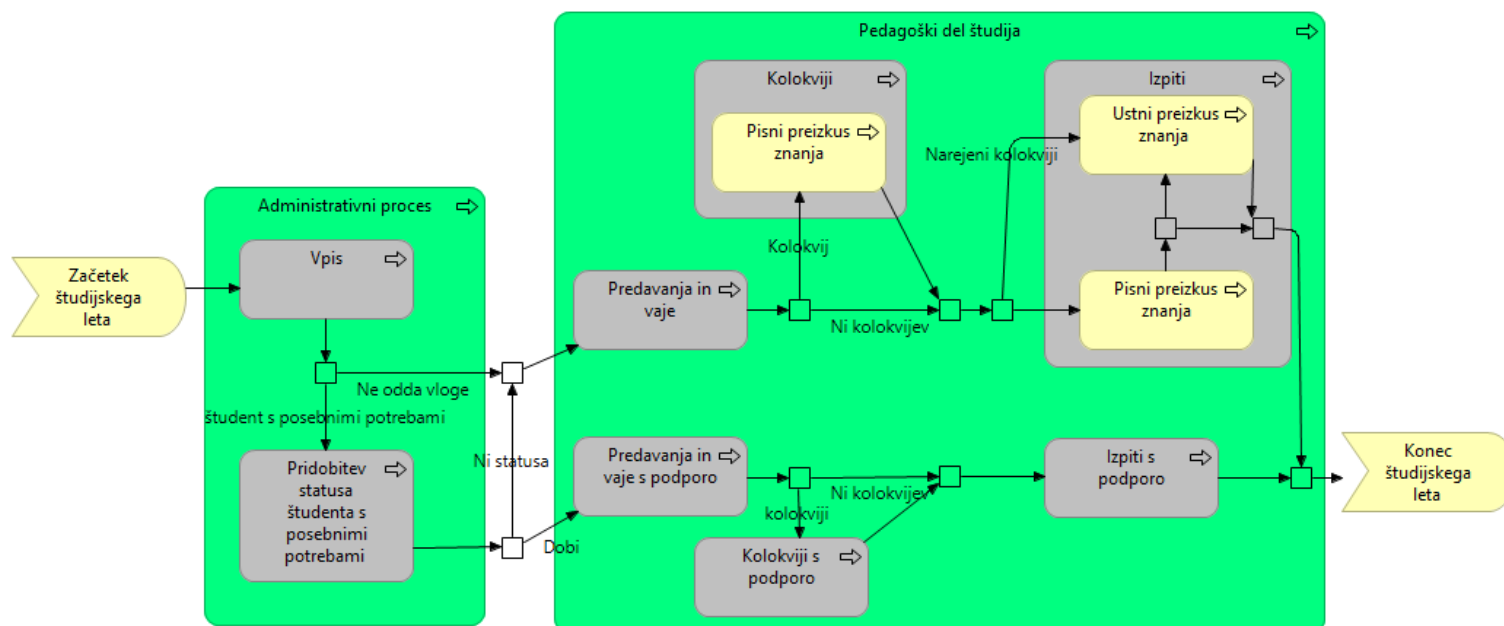 Pedagoški del študija
Kolokviji
Izpiti
Pisni preizkus
znanja
Ustni preizkus
znanja
Narejeni kolokviji
Administrativni proces
Vpis
Kolokvij
Začetek
študijskega
leta
Predavanja in
vaje
Pisni preizkus
znanja
Ni kolokvijev
Ne odda vloge
študent s posebnimi potrebami
Pridobitev
statusa
študenta s
posebnimi
potrebami
Ni statusa
Dobi
Predavanja in
vaje s podporo
Ni kolokvijev
kolokviji
Kolokviji s
podporo
Izpiti s
podporo
Konec
študijskega
leta